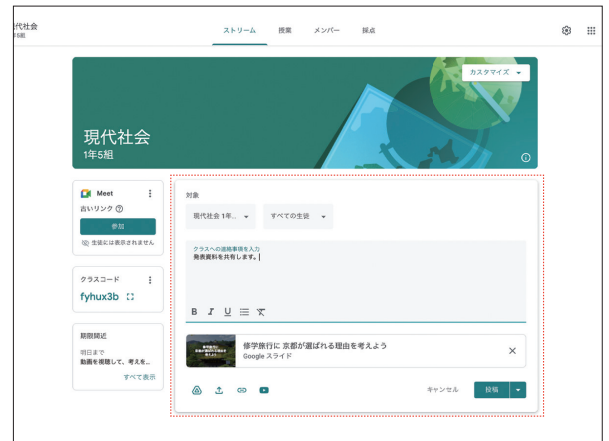 現代社会
1年5組
ストリーム 授業 メンバー 採点
カスタマイズ
現代社会
1年5組
Meet
古いリンク
参加
生徒には表示されません
クラスコード
fyhux3b
期限間近
明日まで
動画を視聴して、考えを...
すべて表示
対象
現代社会 1年... すべての生徒
クラスへの連絡事項を入力
発表資料を共有します。
B I U
修学旅行に 京都が選ばれる理由を考えよう
Google スライド
キャンセル 投稿